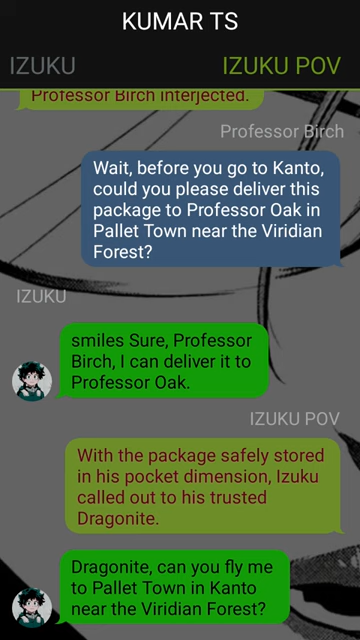 KUMAR TS
IZUKU
IZUKU POV
Professor Birch interjected.
Professor Birch
Wait, before you go to Kanto,
could you please deliver this
package to Professor Oak in
Pallet Town near the Viridian
Forest?
IZUKU
smiles Sure, Professor
Birch, I can deliver it to
Professor Oak.
IZUKU POV
With the package safely stored
in his pocket dimension, Izuku
called out to his trusted
Dragonite.
Dragonite, can you fly me
to Pallet Town in Kanto
near the Viridian Forest?